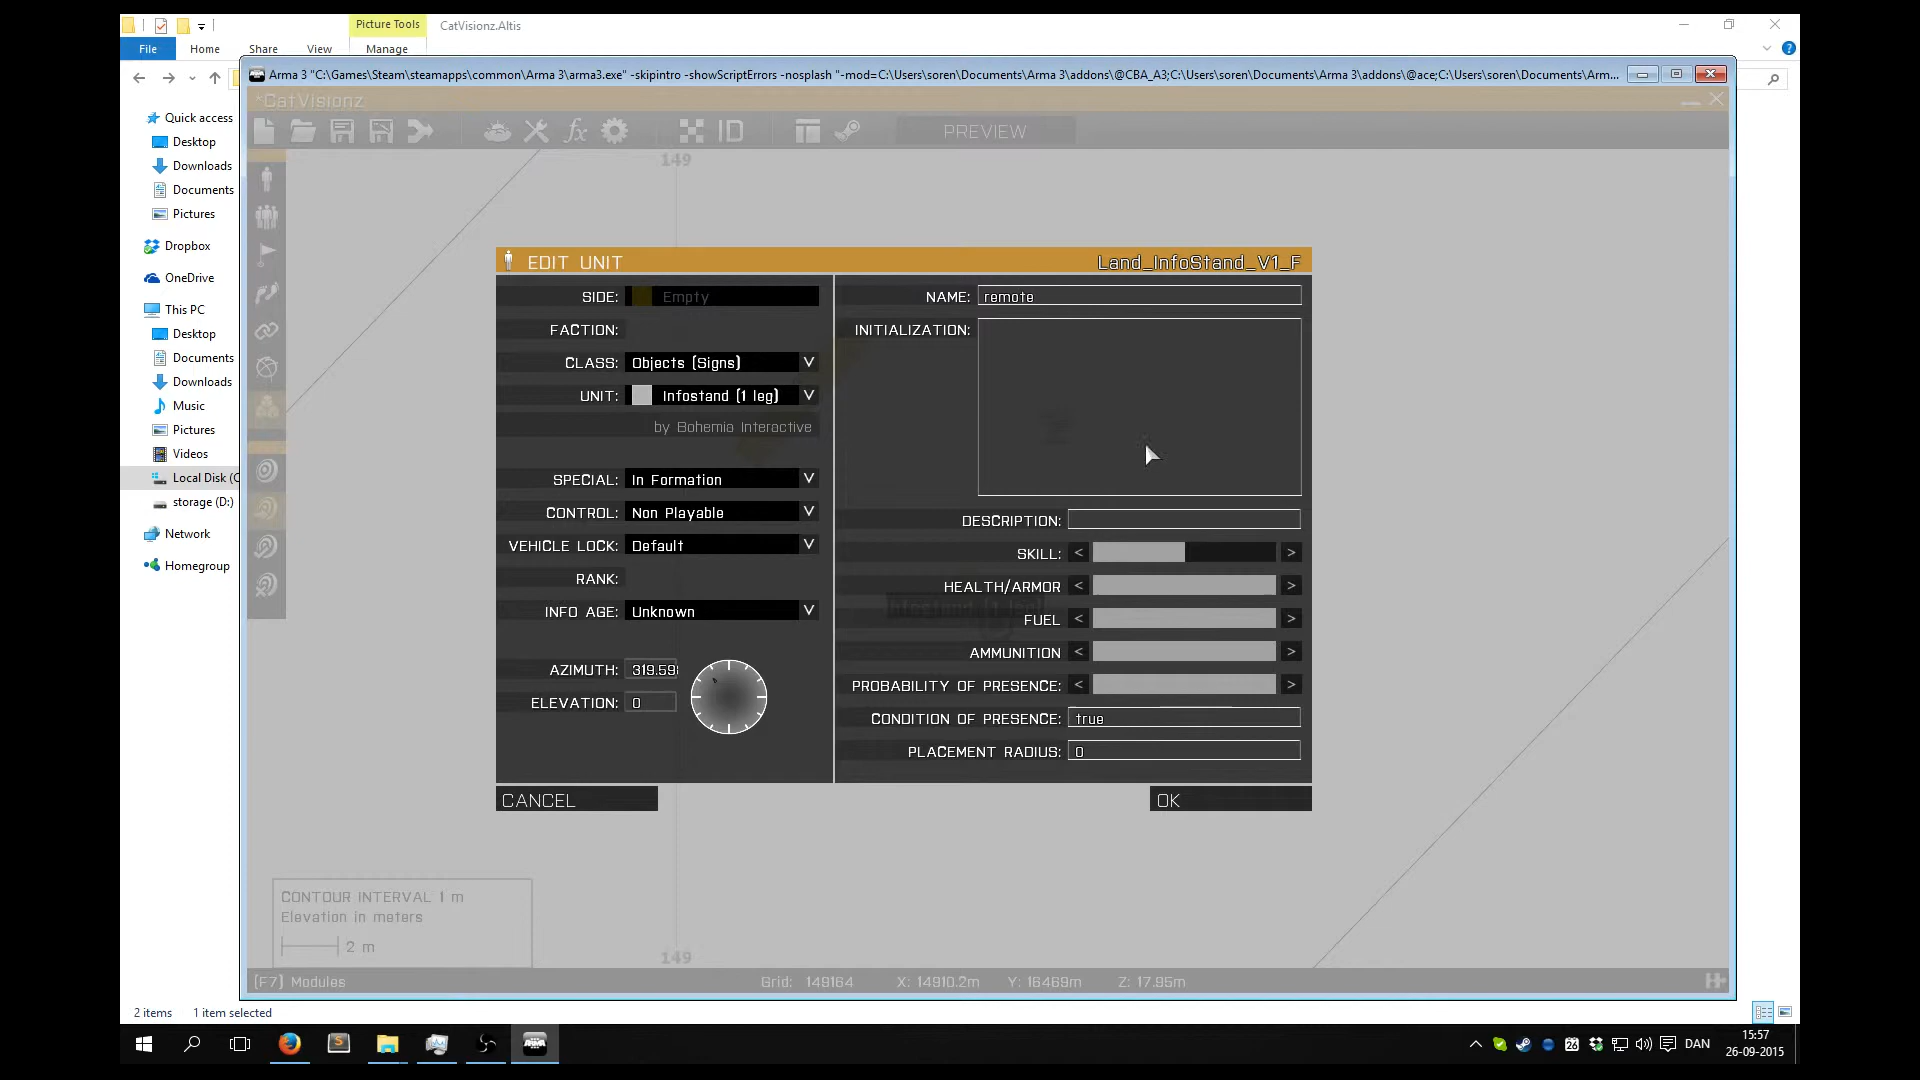 Picture Tools
CatVisionz.Altis
File
Home
Share
View
Manage
Arma 3 "C:\Games\Steam\steamapps\common\Arma 3\arma3.exe" -skipintro -showScriptErrors -nosplash "-mod=C:\Users\soren\Documents\Arma 3\addons\@CBA_A3;C:\Users\soren\Documents\Arma 3\addons\@ace;C:\Users\soren\Documents\Arm...
*CatVisionz
ID
PREVIEW
149
Quick access
Desktop
Downloads
Documents
Pictures
Dropbox
OneDrive
This PC
Desktop
Documents
Downloads
Music
Pictures
Videos
Local Disk (C
storage (D:)
Network
Homegroup
EDIT UNIT
Land_InfoStand_V1_F
SIDE: Empty
FACTION:
CLASS: Objects (Signs)
UNIT: Infostand (1 leg)
by Bohemia Interactive
SPECIAL: In Formation
CONTROL: Non Playable
VEHICLE LOCK: Default
RANK:
INFO AGE: Unknown
AZIMUTH: 319.59
ELEVATION: 0
NAME: remote
INITIALIZATION:
DESCRIPTION:
SKILL: < >
HEALTH/ARMOR < >
FUEL < >
AMMUNITION < >
PROBABILITY OF PRESENCE: < >
CONDITION OF PRESENCE: true
PLACEMENT RADIUS: 0
CANCEL
OK
CONTOUR INTERVAL 1 m
Elevation in meters
2 m
149
(F7) Modules
Grid: 149164
X: 14910.2m
Y: 16469m
Z: 17.95m
2 items
1 item selected
26
DAN
15:57
26-09-2015